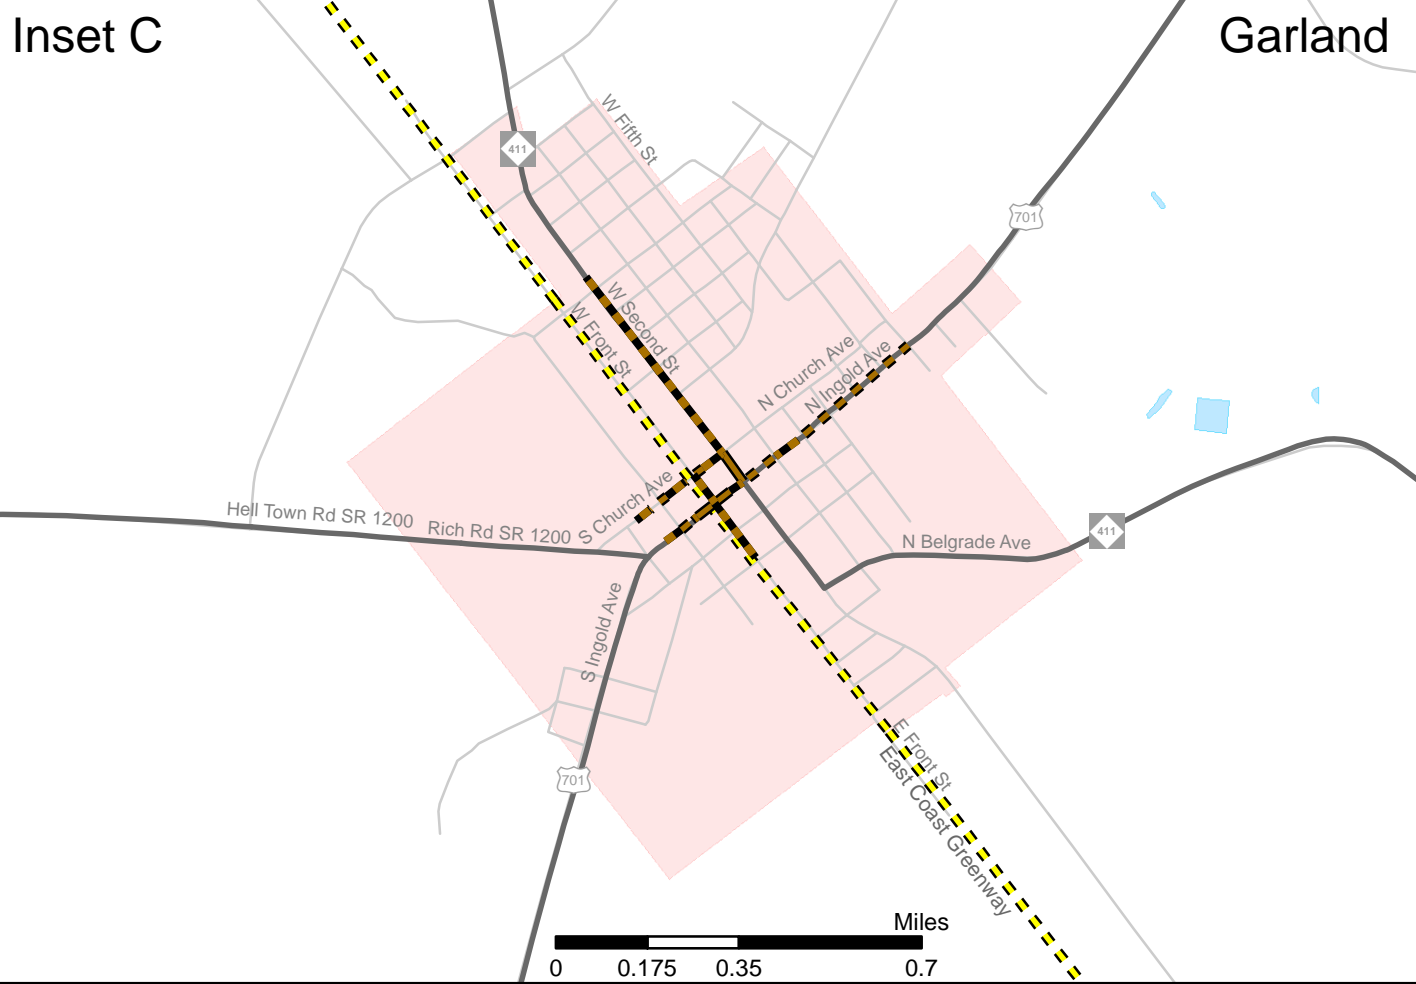 Inset C
Garland
W Fifth St
411
701
W Second St
W Front St
N Church Ave
N Ingold Ave
S Church Ave
Hell Town Rd SR 1200
Rich Rd SR 1200
N Belgrade Ave
411
S Ingold Ave
701
E Front St
East Coast Greenway
Miles
0 0.175 0.35 0.7